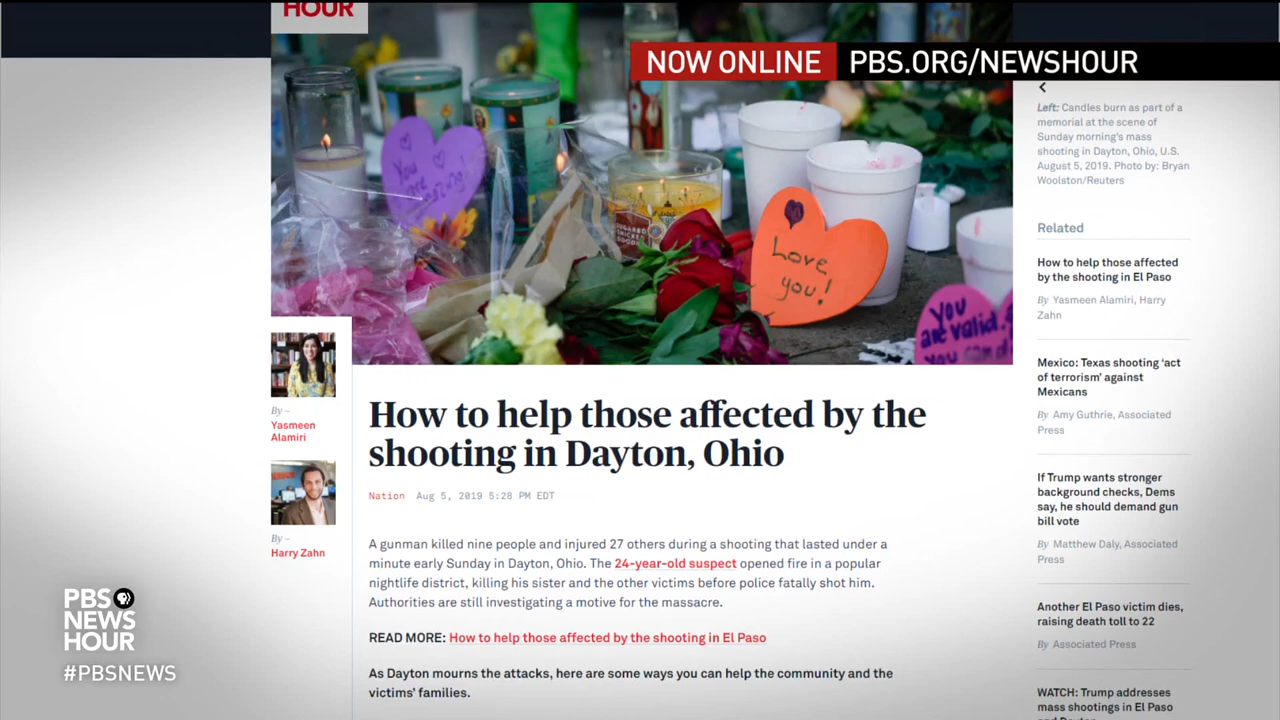 HOUR
NOW ONLINE PBS.ORG/NEWSHOUR
You
are
Love
you!
You
are valid.
you can d
Left: Candles burn as part of a
memorial at the scene of
Sunday morning's mass
shooting in Dayton, Ohio, U.S.
August 5, 2019. Photo by: Bryan
Woolston/Reuters
Related
How to help those affected
by the shooting in El Paso
By Yasmeen Alamiri, Harry
Zahn
Mexico: Texas shooting ‘act
of terrorism’ against
Mexicans
By Amy Guthrie, Associated
Press
If Trump wants stronger
background checks, Dems
say, he should demand gun
bill vote
By Matthew Daly, Associated
Press
Another El Paso victim dies,
raising death toll to 22
By Associated Press
WATCH: Trump addresses
mass shootings in El Paso
By –
Yasmeen
Alamiri
By –
Harry Zahn
How to help those affected by the
shooting in Dayton, Ohio
Nation Aug 5, 2019 5:28 PM EDT
A gunman killed nine people and injured 27 others during a shooting that lasted under a
minute early Sunday in Dayton, Ohio. The 24-year-old suspect opened fire in a popular
nightlife district, killing his sister and the other victims before police fatally shot him.
Authorities are still investigating a motive for the massacre.
READ MORE: How to help those affected by the shooting in El Paso
As Dayton mourns the attacks, here are some ways you can help the community and the
victims’ families.
PBS
NEWS
HOUR
#PBSNEWS